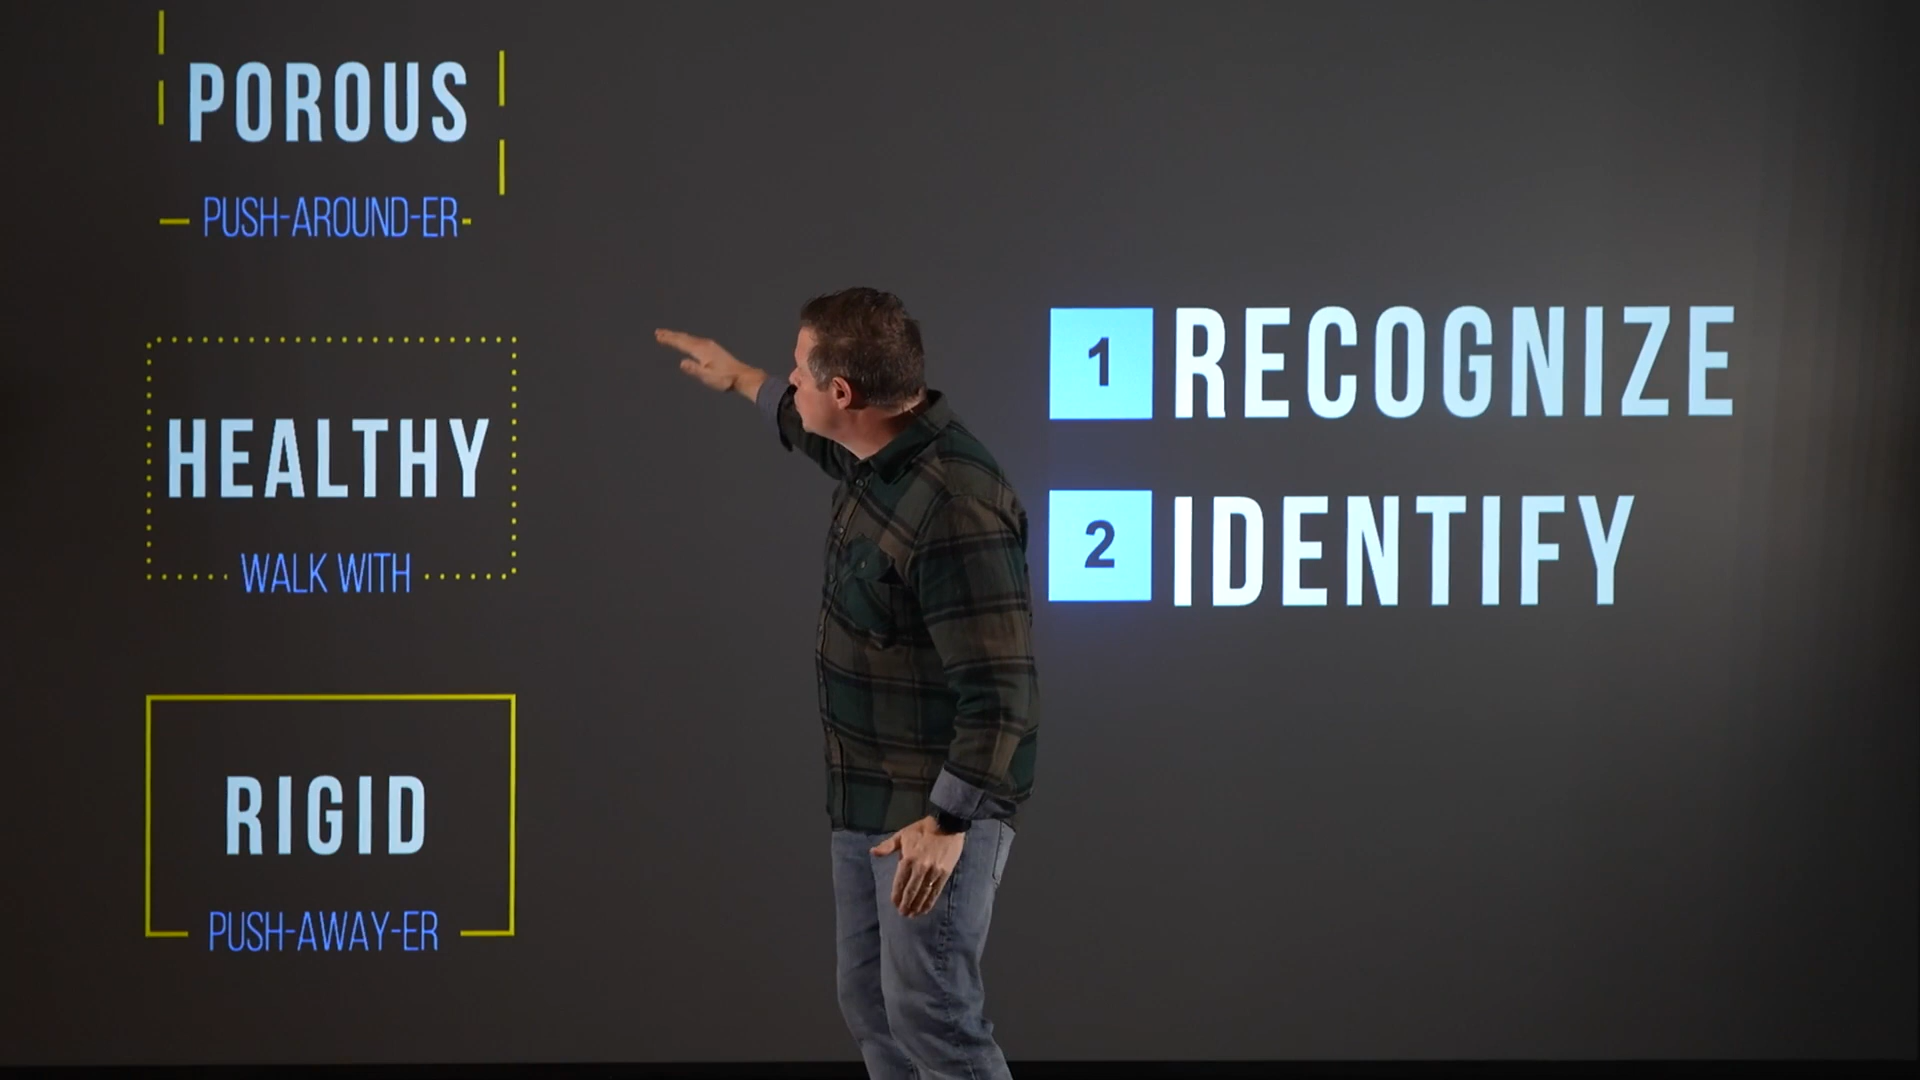 POROUS
PUSH-AROUND-ER
HEALTHY
WALK WITH
RIGID
PUSH-AWAY-ER
1 RECOGNIZE
2 IDENTIFY